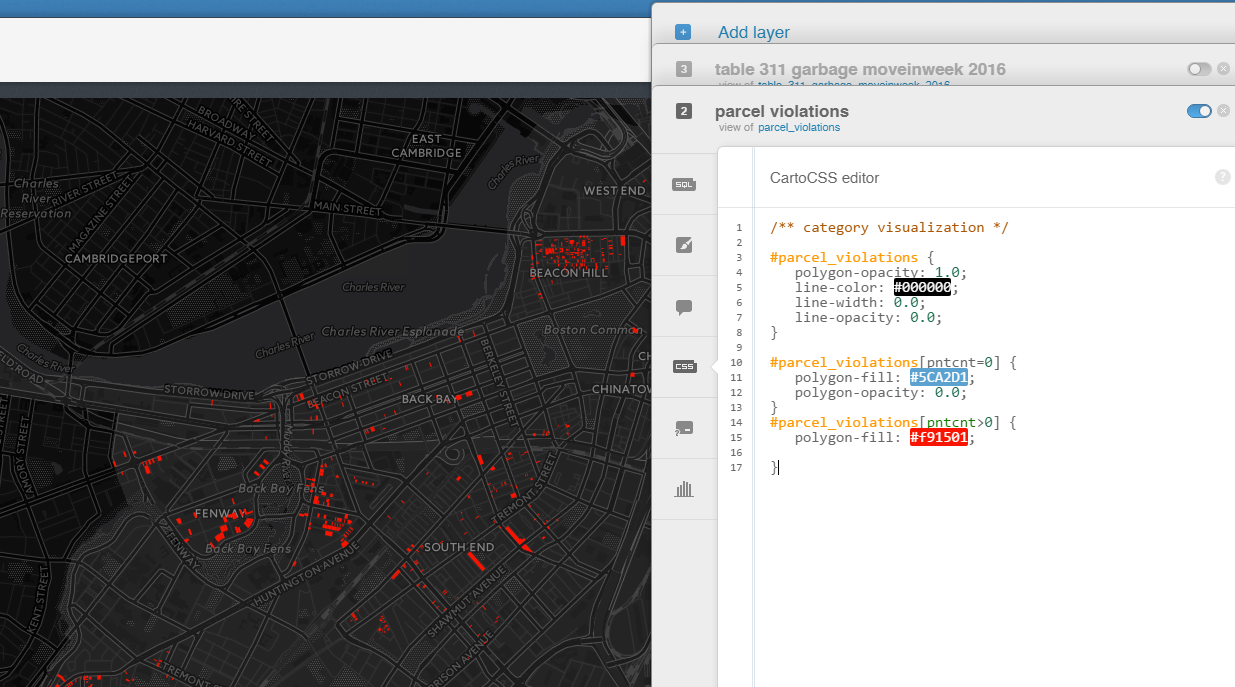 + Add layer
3 table 311 garbage moveinweek 2016
view of table_311_garbage_moveinweek_2016
2 parcel violations
view of parcel_violations
SQL
CSS
CartoCSS editor
?
1 /** category visualization */
2
3 #parcel_violations {
4 polygon-opacity: 1.0;
5 line-color: #000000;
6 line-width: 0.0;
7 line-opacity: 0.0;
8 }
9
10 #parcel_violations[pntcnt=0] {
11 polygon-fill: #5CA2D1;
12 polygon-opacity: 0.0;
13 }
14 #parcel_violations[pntcnt>0] {
15 polygon-fill: #f91501;
16
17 }
BROADWAY
HARVARD STREET
EAST
CAMBRIDGE
Charles River
WEST END
Charles
River
Reservation
RIVER STREET
MAGAZINE STREET
MAIN STREET
CAMBRIDGEPORT
BEACON HILL
Charles River
Charles River Esplanade
Boston Common
Charles River
Charles River
STORROW DRIVE
STORROW DRIVE
BEACON STREET
BERKELEY STREET
BACK BAY
CHINATOW
AMORY STREET
Back Bay Fens
FENWAY
TREMONT STREET
Back Bay Fens
FENWAY
SOUTH END
HUNTINGTON AVENUE
SHAWMUT AVENUE
KENT STREET
TREMONT STREET
RISON AVENUE